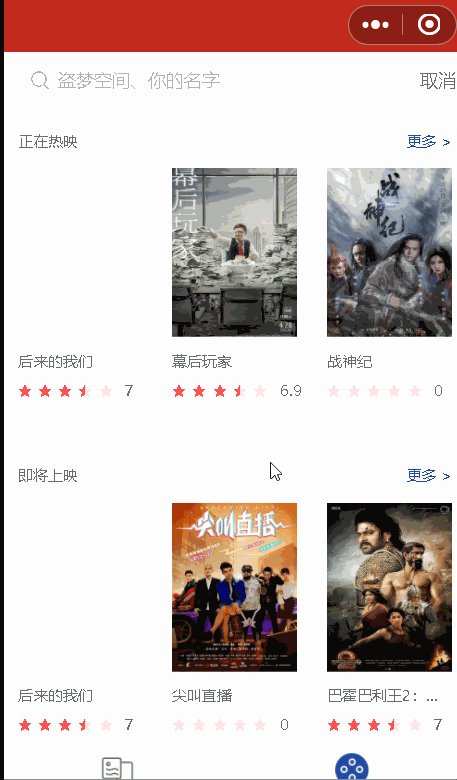 盗梦空间、你的名字
取消
正在热映
更多 >
幕后玩家
战神纪
后来的我们
幕后玩家
战神纪
7
6.9
0
即将上映
更多 >
尖叫直播
后来的我们
尖叫直播
巴霍巴利王2：...
7
0
7